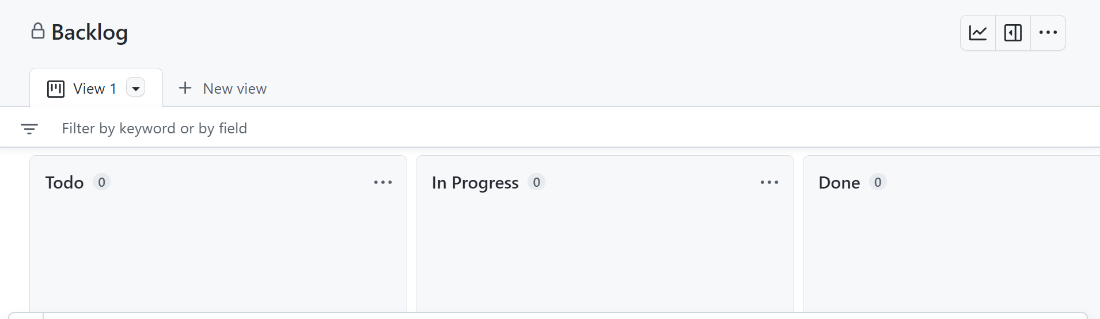 Backlog
View 1
New view
Filter by keyword or by field
Todo 0
In Progress 0
Done 0